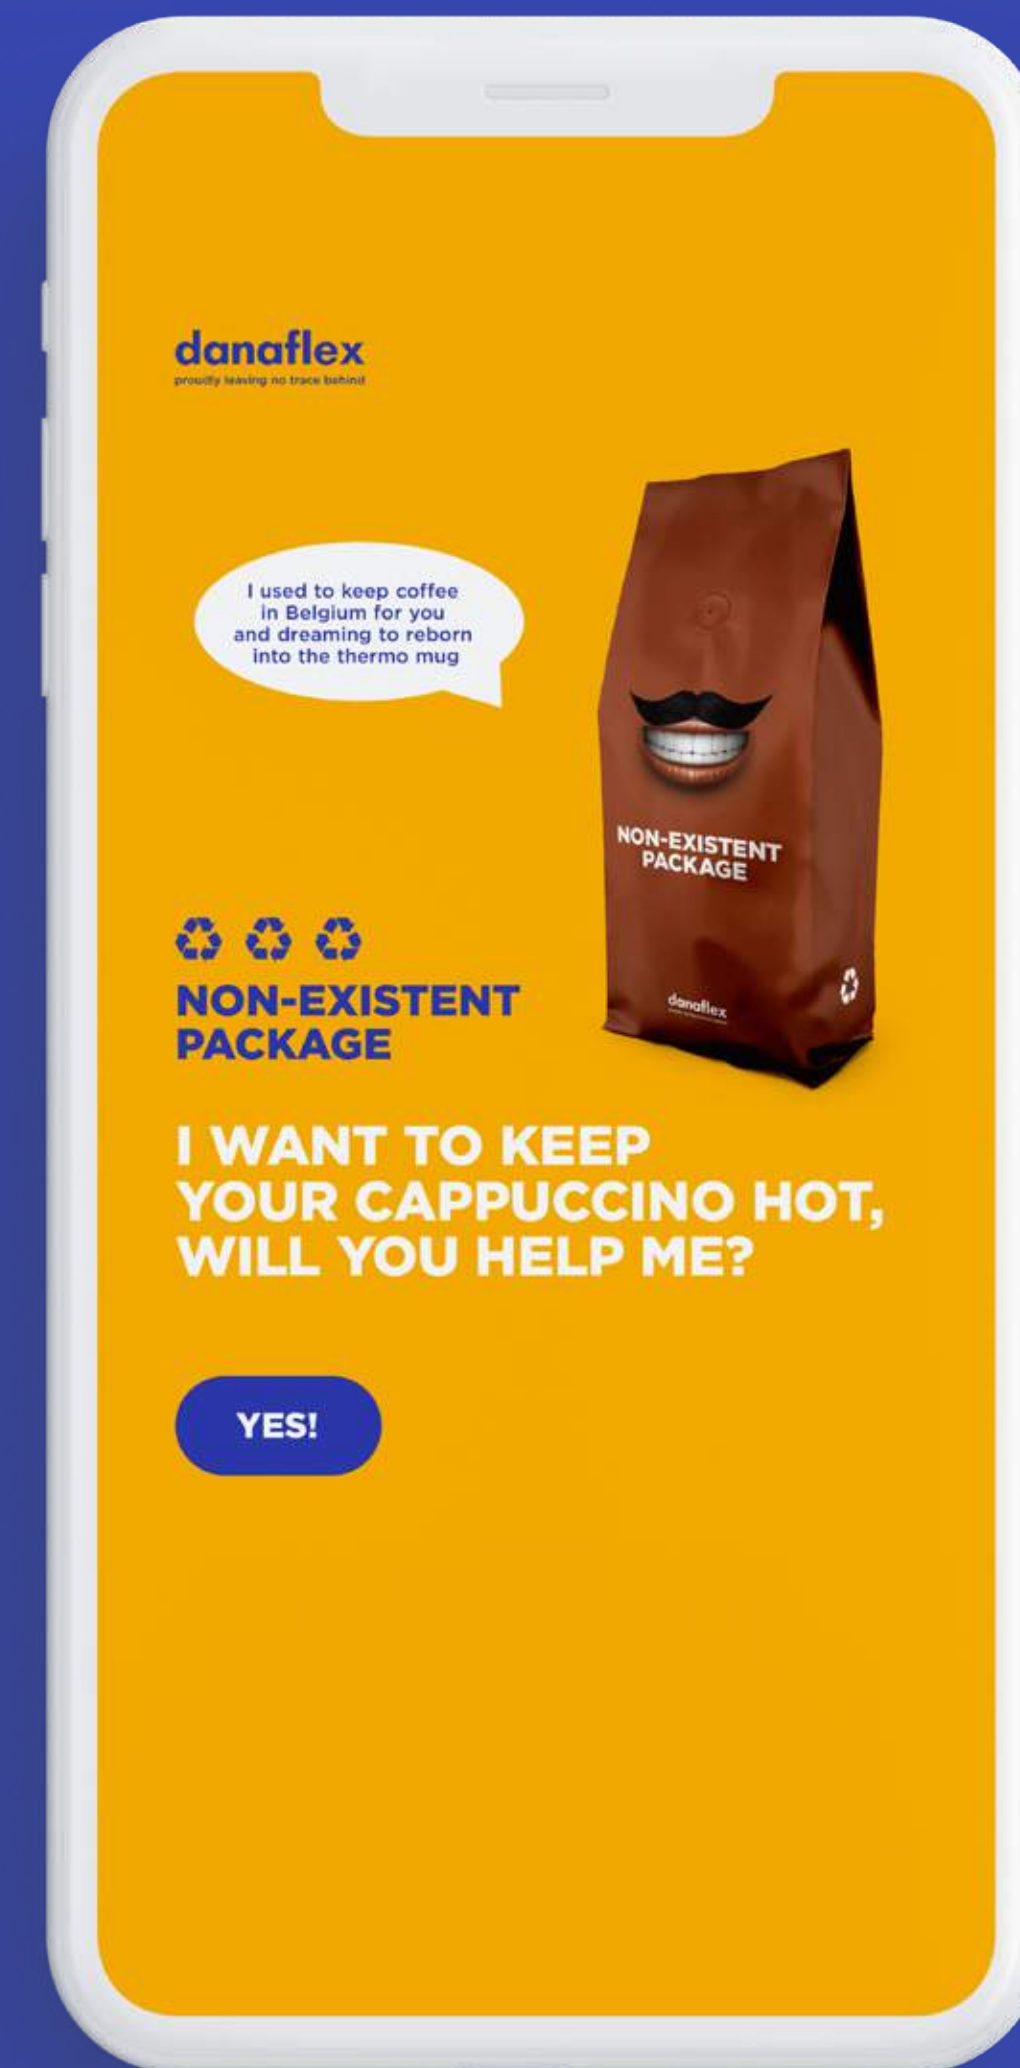 danaflex
proudly leaving no trace behind
I used to keep coffee
in Belgium for you
and dreaming to reborn
into the thermo mug
NON-EXISTENT
PACKAGE
danaflex
NON-EXISTENT
PACKAGE
I WANT TO KEEP
YOUR CAPPUCCINO HOT,
WILL YOU HELP ME?
YES!